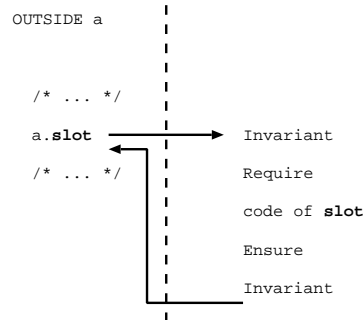 OUTSIDE a
/* ... */
a.slot
Invariant
/* ... */
Require
code of slot
Ensure
Invariant